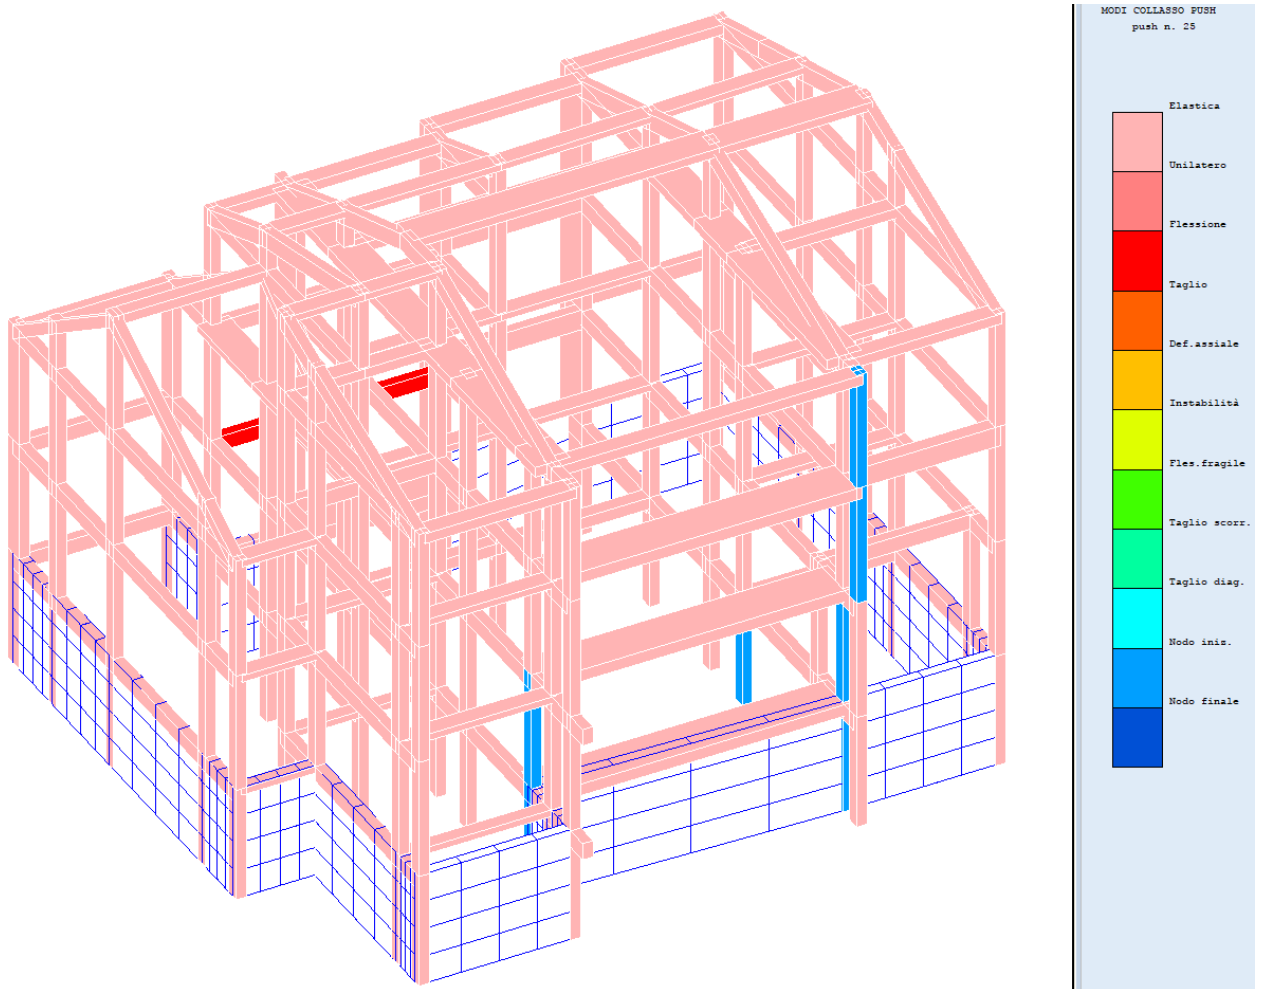 MODI COLLASSO PUSH
push n. 25
Elastica
Unilatero
Flessione
Taglio
Def.assiale
Instabilità
Fles.fragile
Taglio scorr.
Taglio diag.
Nodo iniz.
Nodo finale